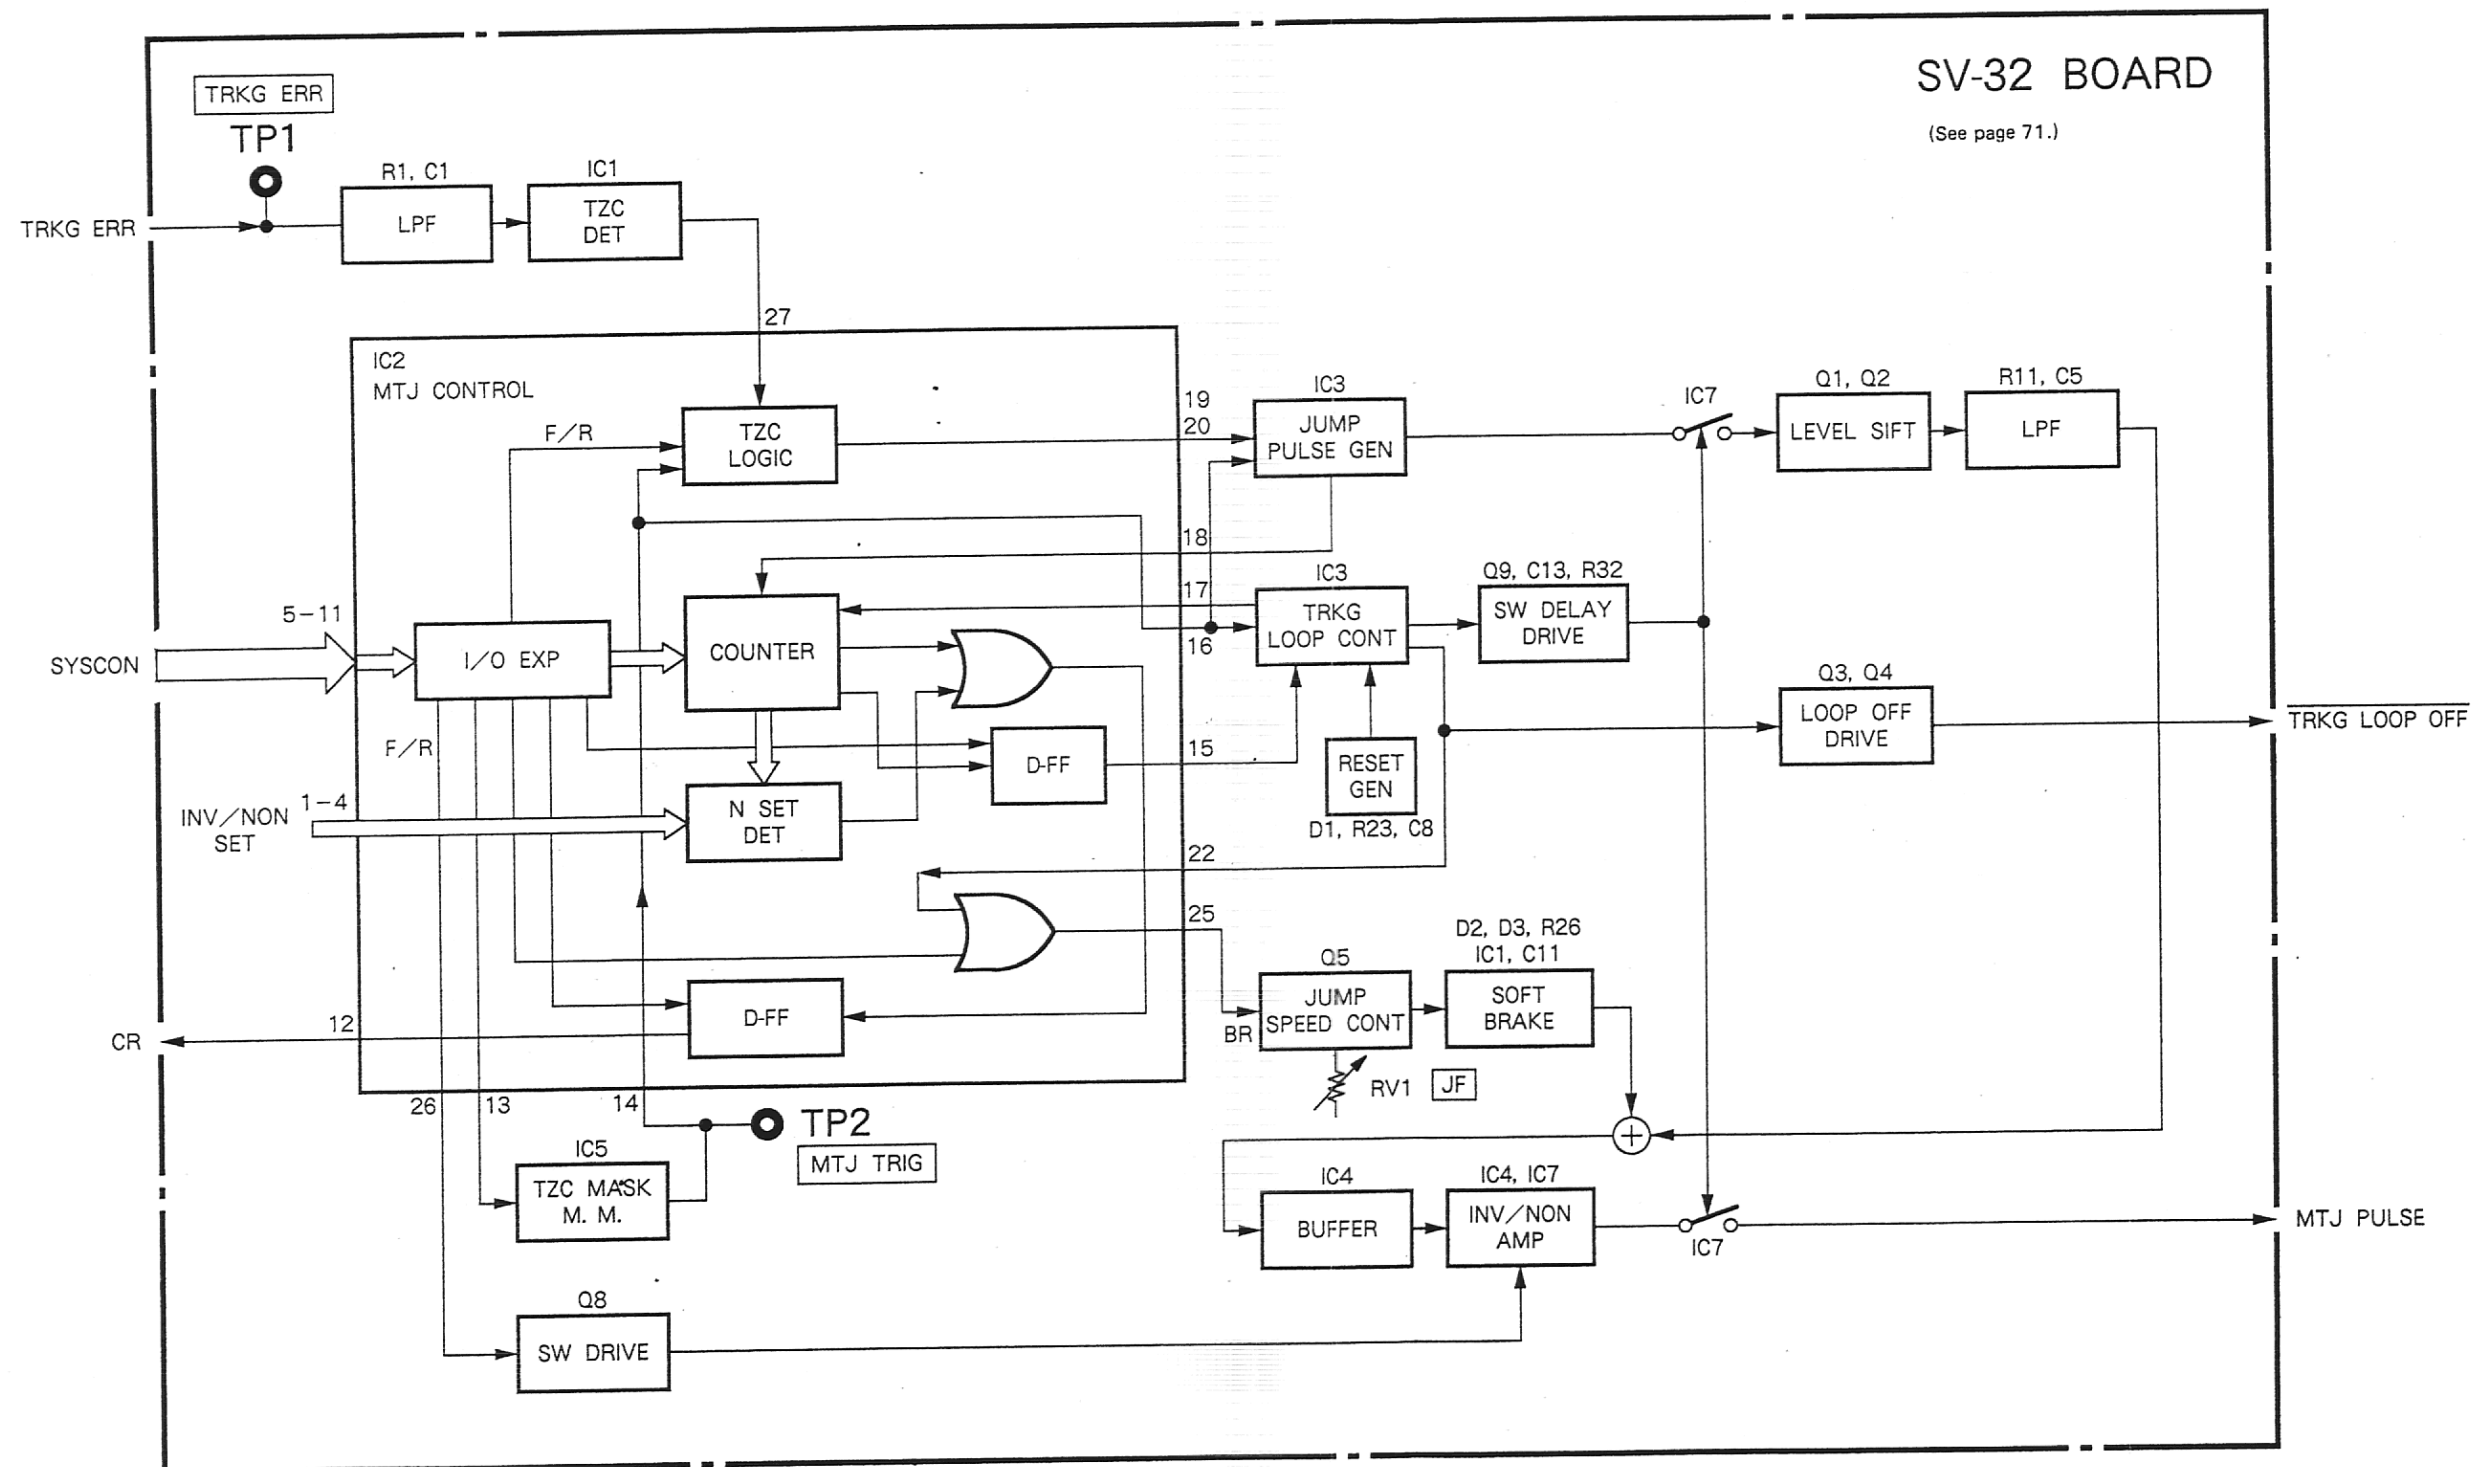 SV-32 BOARD
(See page 71.)
TRKG ERR
TP1
TRKG ERR
R1, C1
LPF
IC1
TZC
DET
27
IC2
MTJ CONTROL
F/R
TZC
LOGIC
19
20
IC3
JUMP
PULSE GEN
IC7
Q1, Q2
LEVEL SIFT
R11, C5
LPF
18
17
16
IC3
TRKG
LOOP CONT
Q9, C13, R32
SW DELAY
DRIVE
5-11
SYSCON
I/O EXP
COUNTER
F/R
D-FF
15
RESET
GEN
D1, R23, C8
Q3, Q4
LOOP OFF
DRIVE
TRKG LOOP OFF
INV/NON
SET
1-4
N SET
DET
22
25
BR
Q5
JUMP
SPEED CONT
D2, D3, R26
IC1, C11
SOFT
BRAKE
RV1
JF
CR
12
D-FF
26
13
14
TP2
MTJ TRIG
IC5
TZC MASK
M. M.
IC4
BUFFER
IC4, IC7
INV/NON
AMP
IC7
MTJ PULSE
Q8
SW DRIVE